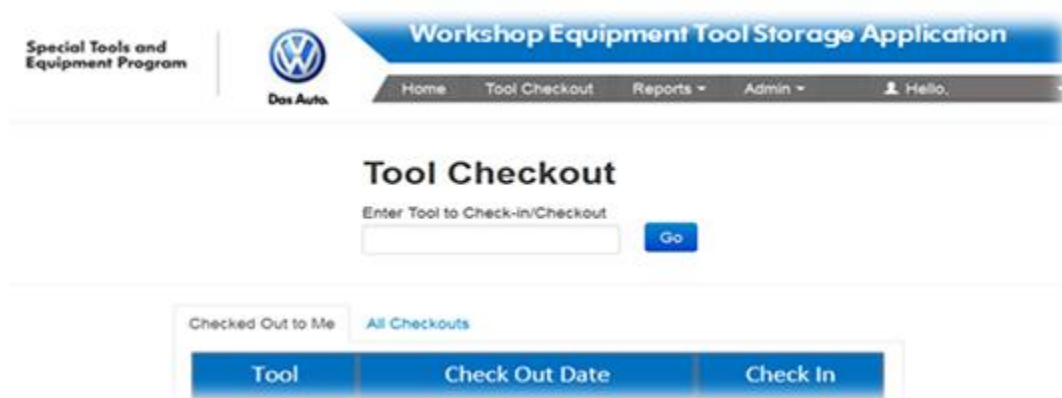 Special Tools and
Equipment Program
Das Auto.
Workshop Equipment Tool Storage Application
Home Tool Checkout Reports Admin Hello,
Tool Checkout
Enter Tool to Check-in/Checkout
Go
Checked Out to Me All Checkouts
Tool Check Out Date Check In